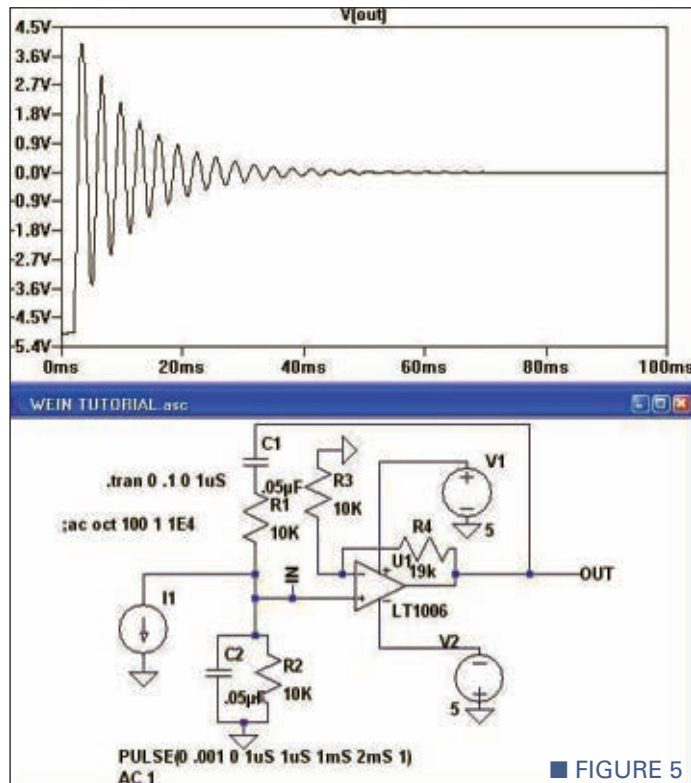 V[out]
4.5V
3.6V
2.7V
1.8V
0.9V
0.0V
-0.9V
-1.8V
-2.7V
-3.6V
-4.5V
-5.4V
0ms 20ms 40ms 60ms 80ms 100ms
WEIN TUTORIAL.asc
C1
.tran 0 .1 0 1uS
.05µF
R3
10K
V1
5
R1
10K
;ac oct 100 1 1E4
R4
19k
U1
IN
OUT
I1
LT1006
C2
.05µF
R2
10K
V2
5
PULSE(0 .001 0 1uS 1uS 1mS 2mS 1)
AC 1
■ FIGURE 5